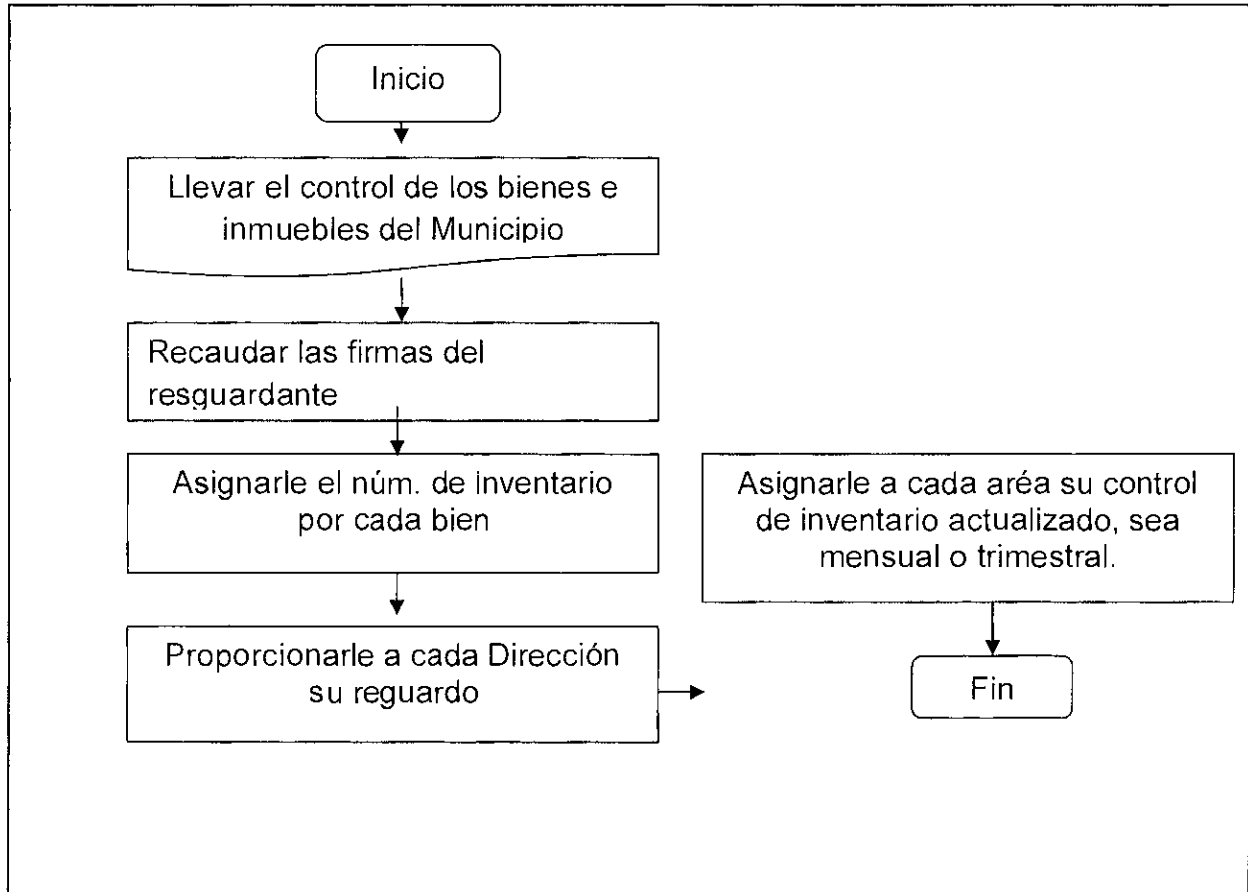 Inicio
Llevar el control de los bienes e
inmuebles del Municipio
Recaudar las firmas del
resguardante
Asignarle el núm. de inventario
por cada bien
Proporcionarle a cada Dirección
su reguardo
Asignarle a cada aréa su control
de inventario actualizado, sea
mensual o trimestral.
Fin